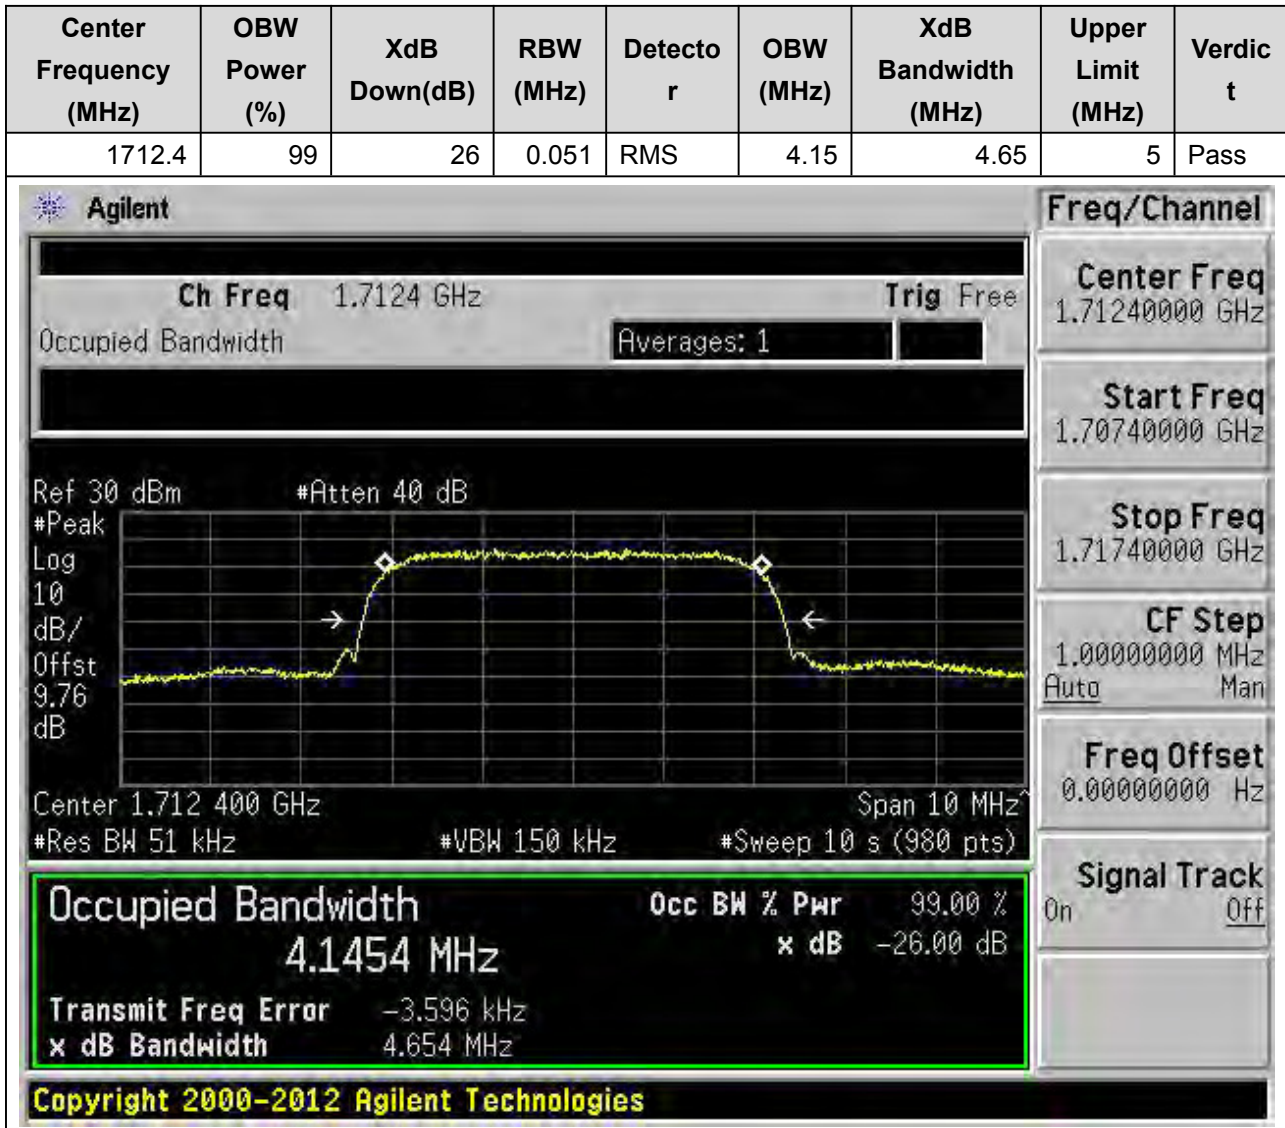 Center Frequency (MHz) OBW Power (%) XdB Down(dB) RBW (MHz) Detecto r OBW (MHz) XdB Bandwidth (MHz) Upper Limit (MHz) Verdic t
1712.4 99 26 0.051 RMS 4.15 4.65 5 Pass
Agilent
Freq/Channel
Ch Freq 1.7124 GHz
Trig Free
Occupied Bandwidth
Averages: 1
Center Freq
1.71240000 GHz
Start Freq
1.70740000 GHz
Stop Freq
1.71740000 GHz
CF Step
1.00000000 MHz
Auto Man
Freq Offset
0.00000000 Hz
Signal Track
On Off
Ref 30 dBm
#Atten 40 dB
#Peak
Log
10
dB/
Offst
9.76
dB
Center 1.712 400 GHz
Span 10 MHz^
#Res BW 51 kHz
#VBW 150 kHz
#Sweep 10 s (980 pts)
Occupied Bandwidth
4.1454 MHz
Occ BW % Pwr 99.00 %
x dB -26.00 dB
Transmit Freq Error -3.596 kHz
x dB Bandwidth 4.654 MHz
Copyright 2000-2012 Agilent Technologies